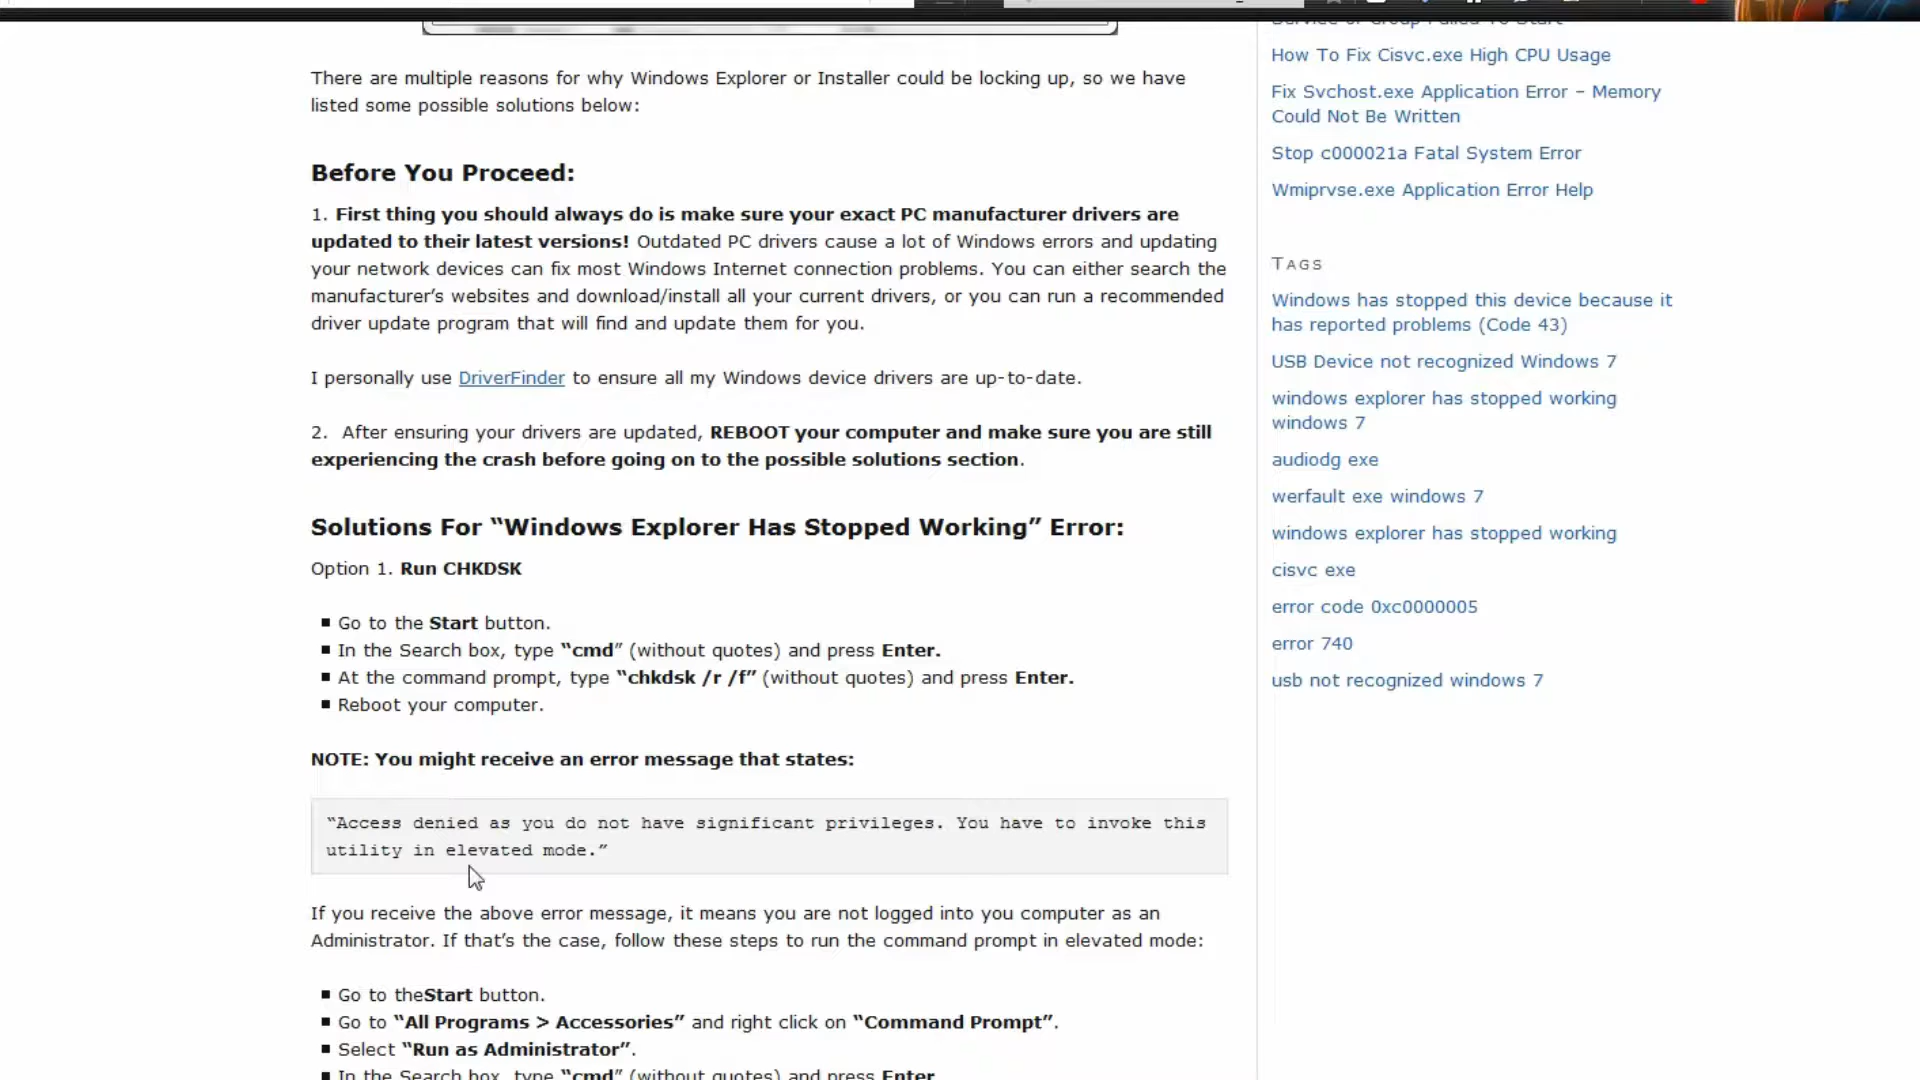 There are multiple reasons for why Windows Explorer or Installer could be locking up, so we have
listed some possible solutions below:
Before You Proceed:
1. First thing you should always do is make sure your exact PC manufacturer drivers are
updated to their latest versions! Outdated PC drivers cause a lot of Windows errors and updating
your network devices can fix most Windows Internet connection problems. You can either search the
manufacturer’s websites and download/install all your current drivers, or you can run a recommended
driver update program that will find and update them for you.
I personally use DriverFinder to ensure all my Windows device drivers are up-to-date.
2. After ensuring your drivers are updated, REBOOT your computer and make sure you are still
experiencing the crash before going on to the possible solutions section.
Solutions For “Windows Explorer Has Stopped Working” Error:
Option 1. Run CHKDSK
Go to the Start button.
In the Search box, type “cmd” (without quotes) and press Enter.
At the command prompt, type “chkdsk /r /f” (without quotes) and press Enter.
Reboot your computer.
NOTE: You might receive an error message that states:
“Access denied as you do not have significant privileges. You have to invoke this
utility in elevated mode.”
If you receive the above error message, it means you are not logged into you computer as an
Administrator. If that’s the case, follow these steps to run the command prompt in elevated mode:
Go to theStart button.
Go to “All Programs > Accessories” and right click on “Command Prompt”.
Select “Run as Administrator”.
In the Search box, type “cmd” (without quotes) and press Enter
Service or Group Failed To Start
How To Fix Cisvc.exe High CPU Usage
Fix Svchost.exe Application Error – Memory
Could Not Be Written
Stop c000021a Fatal System Error
Wmiprvse.exe Application Error Help
TAGS
Windows has stopped this device because it
has reported problems (Code 43)
USB Device not recognized Windows 7
windows explorer has stopped working
windows 7
audiodg exe
werfault exe windows 7
windows explorer has stopped working
cisvc exe
error code 0xc0000005
error 740
usb not recognized windows 7